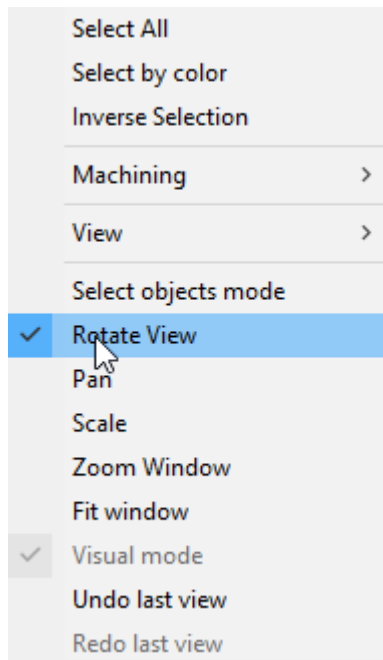 Select All
Select by color
Inverse Selection
Machining
View
Select objects mode
Rotate View
Pan
Scale
Zoom Window
Fit window
Visual mode
Undo last view
Redo last view